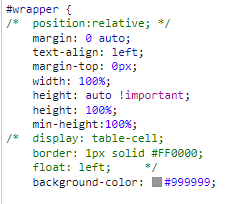 #wrapper {
/*  position:relative; */
    margin: 0 auto;
    text-align: left;
    margin-top: 0px;
    width: 100%;
    height: auto !important;
    height: 100%;
    min-height:100%;
/*  display: table-cell;
    border: 1px solid #FF0000;
    float: left;     */
    background-color: #999999;